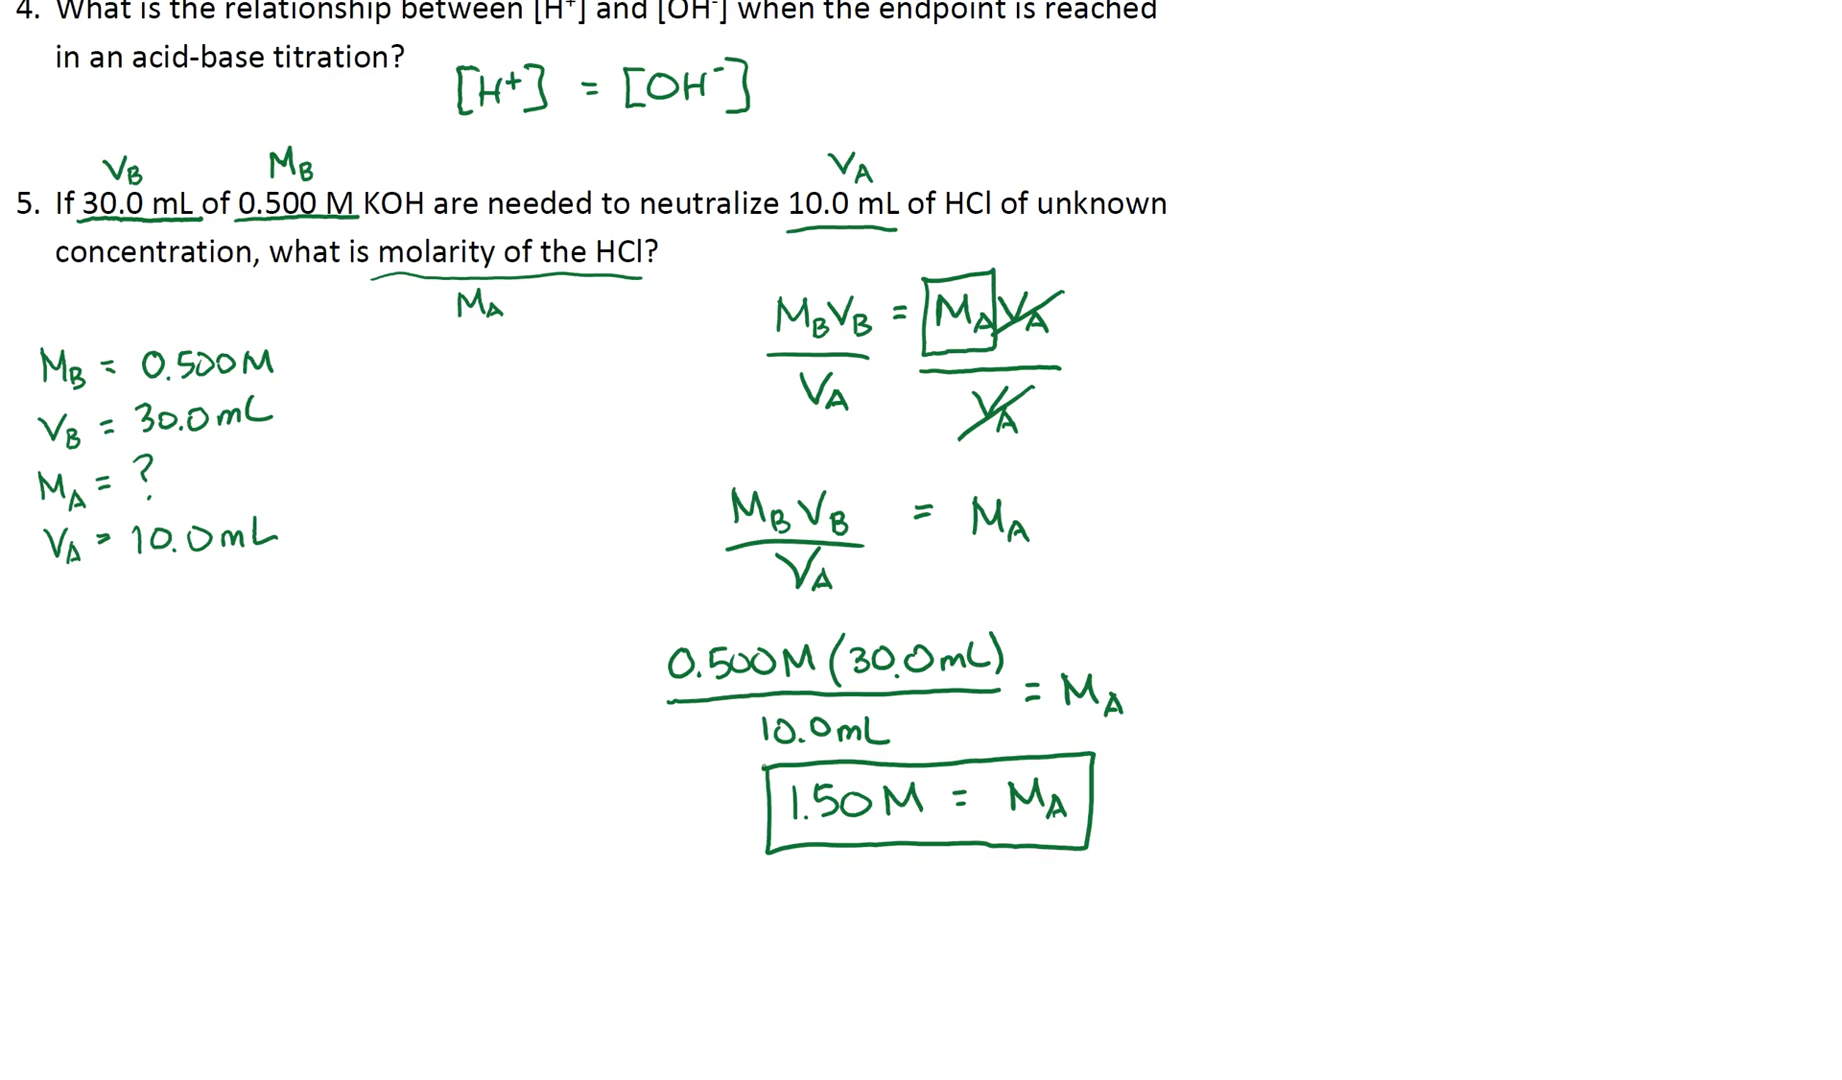 4. What is the relationship between [H⁺] and [OH⁻] when the endpoint is reached
in an acid-base titration?
[H⁺] = [OH⁻]
V_B M_B V_A
5. If 30.0 mL of 0.500 M KOH are needed to neutralize 10.0 mL of HCl of unknown
concentration, what is molarity of the HCl?
M_A
M_B V_B = M_A V_A
V_A V_A
M_B = 0.500M
V_B = 30.0mL
M_A = ?
V_A = 10.0mL
M_B V_B = M_A
V_A
0.500M (30.0mL) = M_A
10.0mL
1.50M = M_A